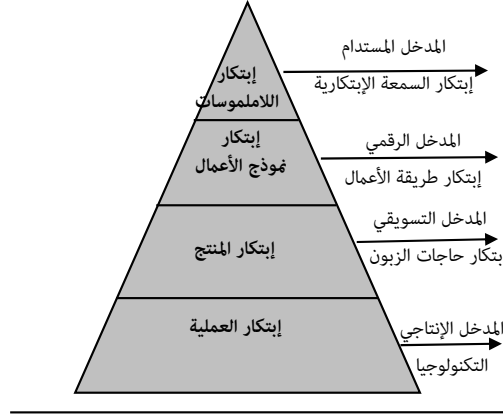 إبتكار
اللاملموسات
المدخل المستدام
إبتكار السمعة الإبتكارية
إبتكار
نموذج الأعمال
المدخل الرقمي
إبتكار طريقة الأعمال
إبتكار المنتج
المدخل التسويقي
بتكار حاجات الزبون
إبتكار العملية
المدخل الإنتاجي
التكنولوجيا